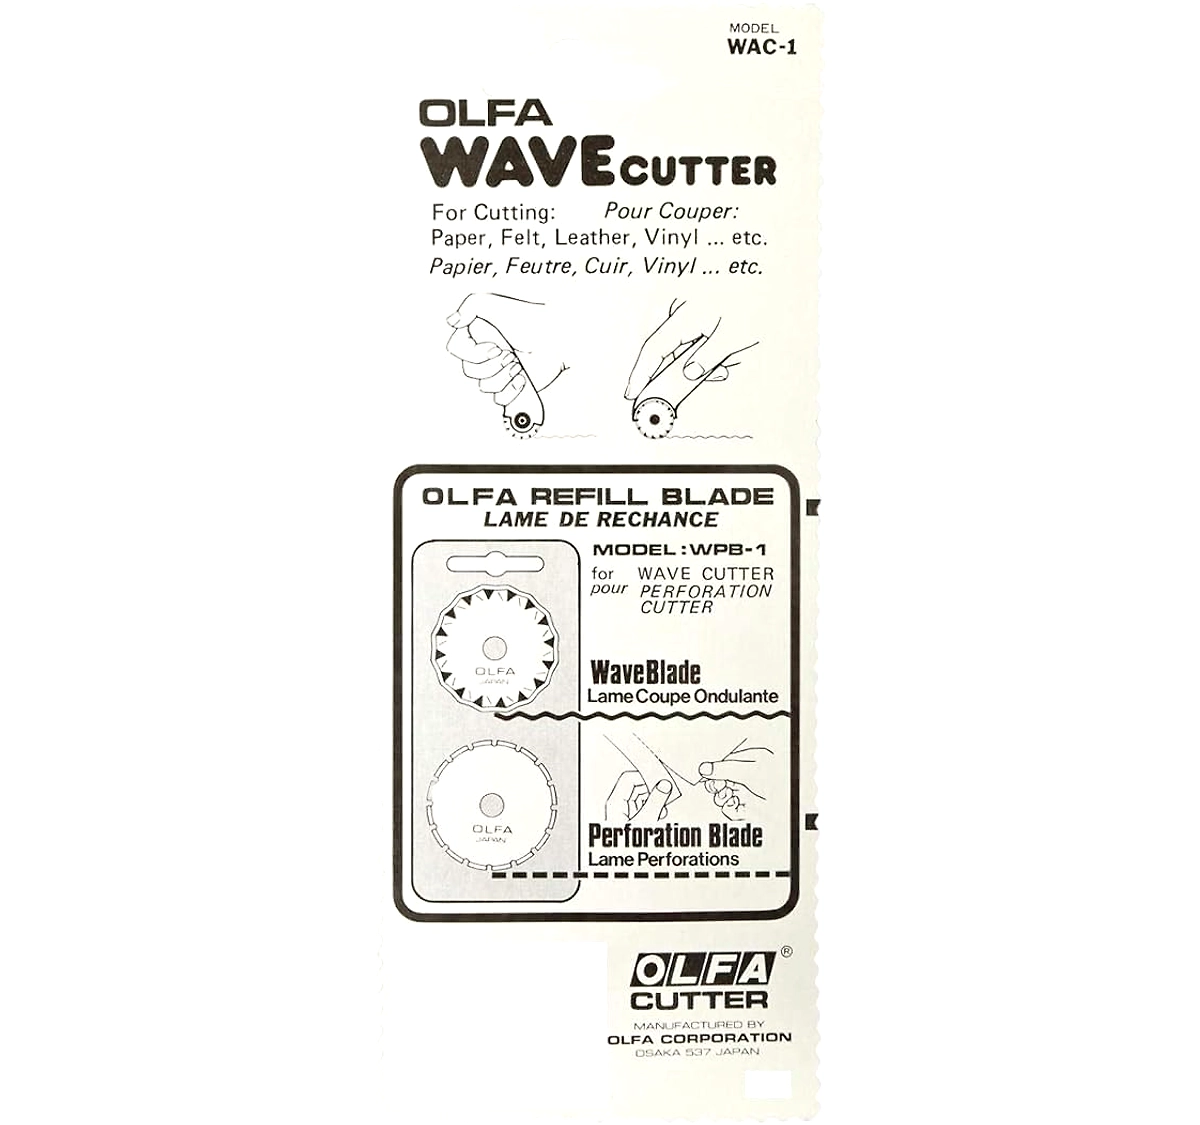 MODEL
WAC-1
OLFA
WAVE CUTTER
For Cutting: Pour Couper:
Paper, Felt, Leather, Vinyl ... etc.
Papier, Feutre, Cuir, Vinyl ... etc.
OLFA REFILL BLADE
LAME DE RECHANCE
MODEL : WPB-1
for WAVE CUTTER
pour PERFORATION
CUTTER
OLFA
JAPAN
WaveBlade
Lame Coupe Ondulante
OLFA
JAPAN
Perforation Blade
Lame Perforations
OLFA®
CUTTER
MANUFACTURED BY
OLFA CORPORATION
OSAKA 537 JAPAN